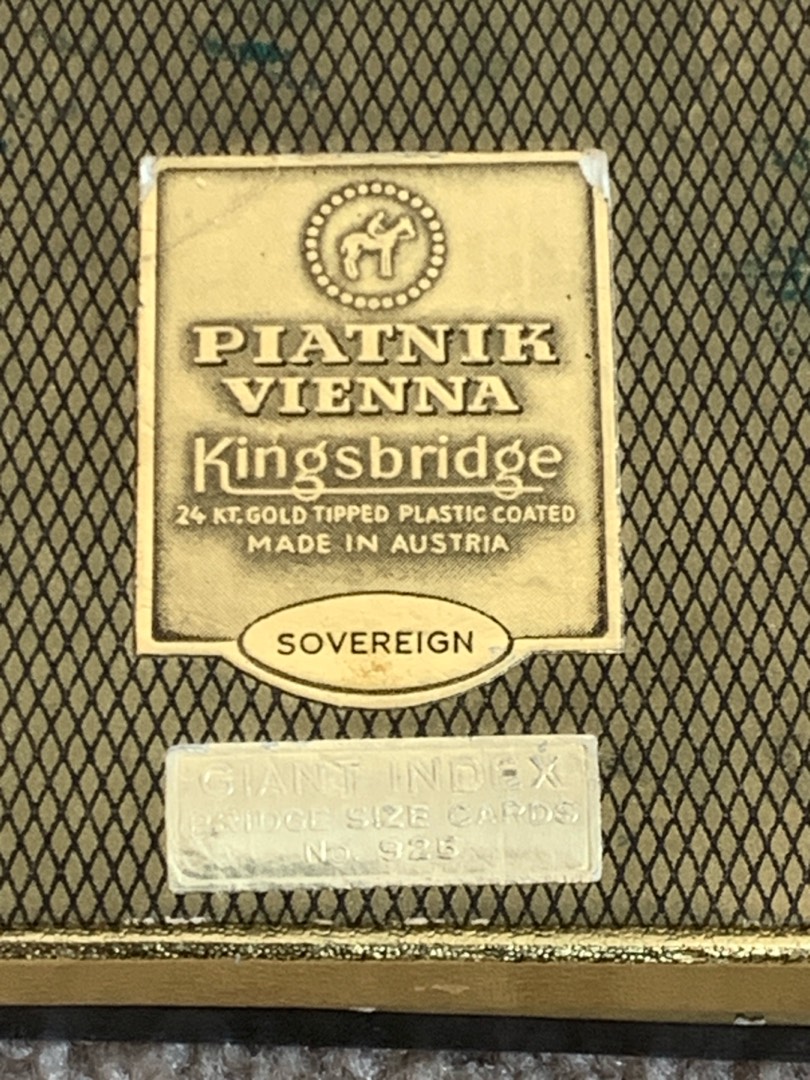 PIATNIK
VIENNA
Kingsbridge
24 KT. GOLD TIPPED PLASTIC COATED
MADE IN AUSTRIA
SOVEREIGN
GIANT INDEX
BRIDGE SIZE CARDS
No. 925